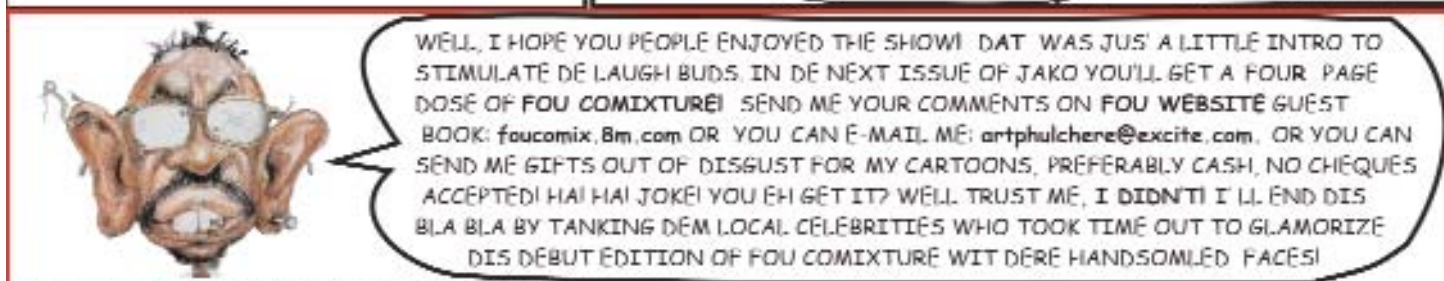 WELL, I HOPE YOU PEOPLE ENJOYED THE SHOW! DAT WAS JUS' A LITTLE INTRO TO
STIMULATE DE LAUGH BUDS. IN DE NEXT ISSUE OF JAKO YOU'LL GET A FOUR PAGE
DOSE OF FOU COMIXTURE! SEND ME YOUR COMMENTS ON FOU WEBSITE GUEST
BOOK: foucomix.8m.com OR YOU CAN E-MAIL ME: artphulchere@excite.com, OR YOU CAN
SEND ME GIFTS OUT OF DISGUST FOR MY CARTOONS, PREFERABLY CASH, NO CHEQUES
ACCEPTED! HA! HA! JOKE! YOU EH GET IT? WELL TRUST ME, I DIDN'T! I'LL END DIS
BLA BLA BY TANKING DEM LOCAL CELEBRITTIES WHO TOOK TIME OUT TO GLAMORIZE
DIS DEBUT EDITION OF FOU COMIXTURE WIT DERE HANDSOMLED FACES!